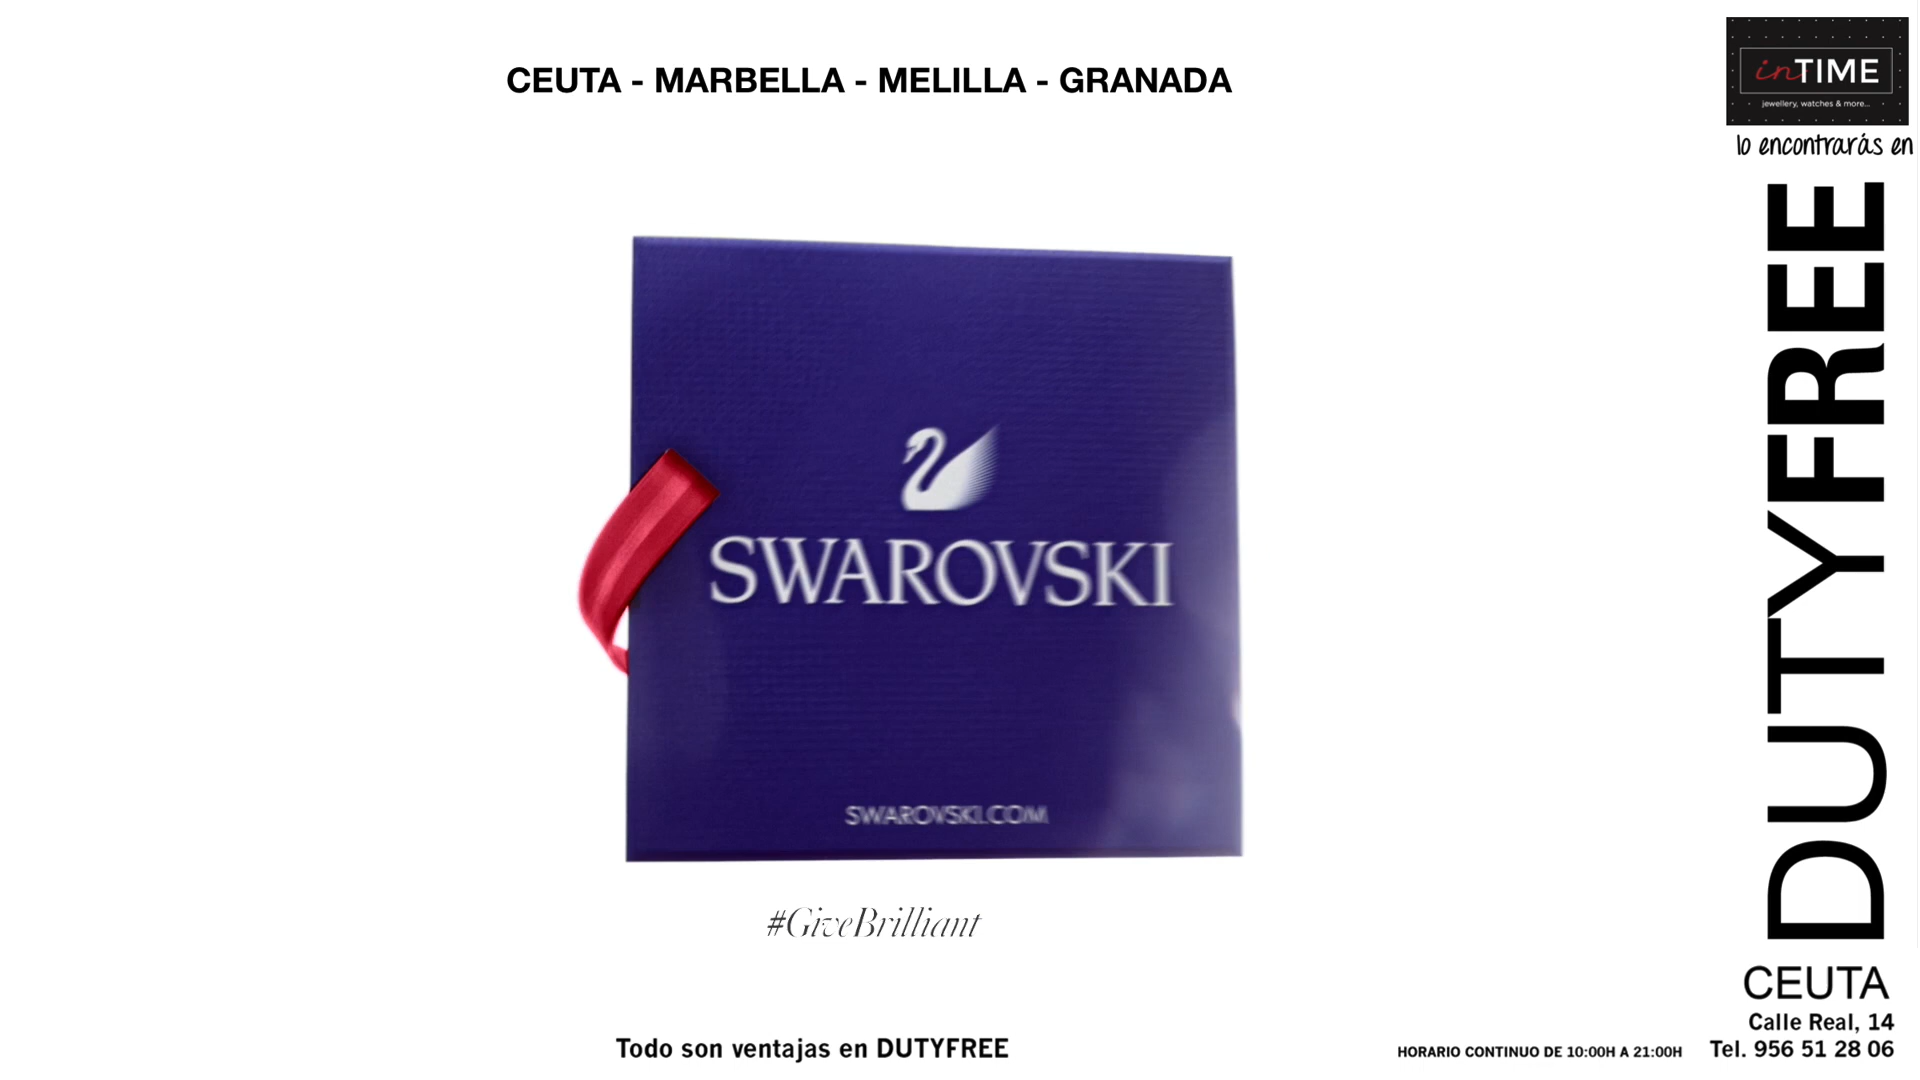 CEUTA - MARBELLA - MELILLA - GRANADA
inTIME
jewellery, watches & more...
lo encontrarás en
DUTYFREE
SWAROVSKI
SWAROVSKI.COM
#GiveBrilliant
CEUTA
Calle Real, 14
Todo son ventajas en DUTYFREE
HORARIO CONTINUO DE 10:00H A 21:00H
Tel. 956 51 28 06